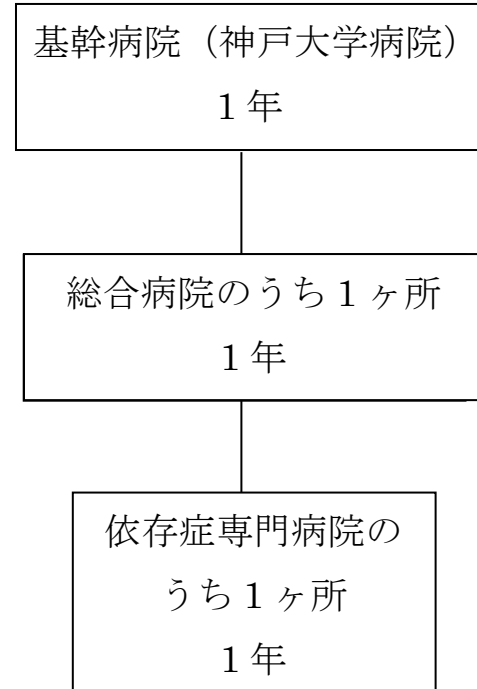 基幹病院（神戸大学病院）
１年
総合病院のうち１ヶ所
１年
依存症専門病院の
うち１ヶ所
１年